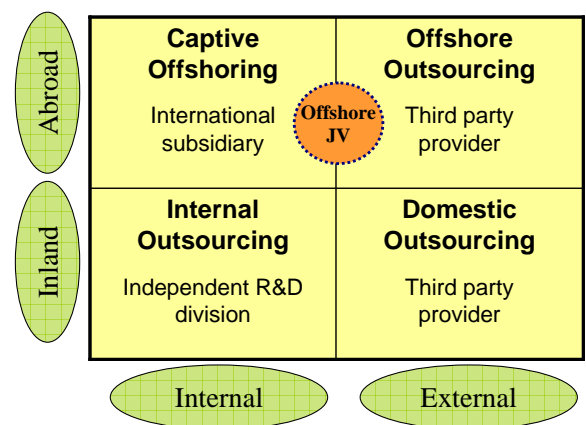 Abroad
Captive
Offshoring
International
subsidiary
Offshore
JV
Offshore
Outsourcing
Third party
provider
Inland
Internal
Outsourcing
Independent R&D
division
Domestic
Outsourcing
Third party
provider
Internal
External